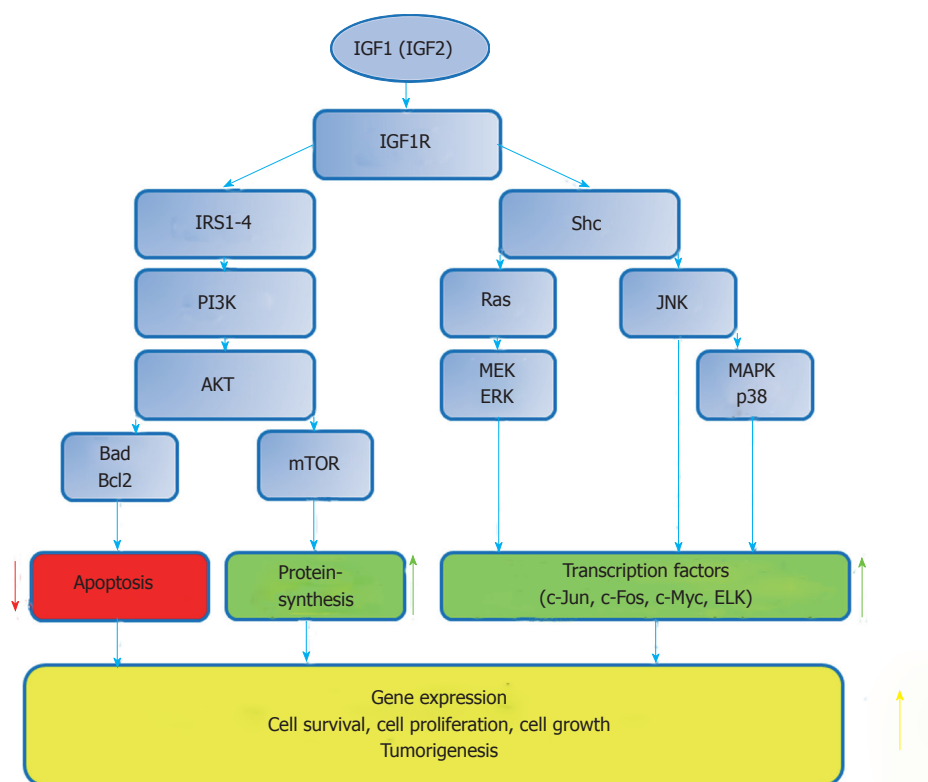 IGF1 (IGF2)
IGF1R
IRS1-4
Shc
PI3K
Ras
JNK
AKT
MEK
ERK
MAPK
p38
Bad
Bcl2
mTOR
Apoptosis
Protein-
synthesis
Transcription factors
(c-Jun, c-Fos, c-Myc, ELK)
Gene expression
Cell survival, cell proliferation, cell growth
Tumorigenesis